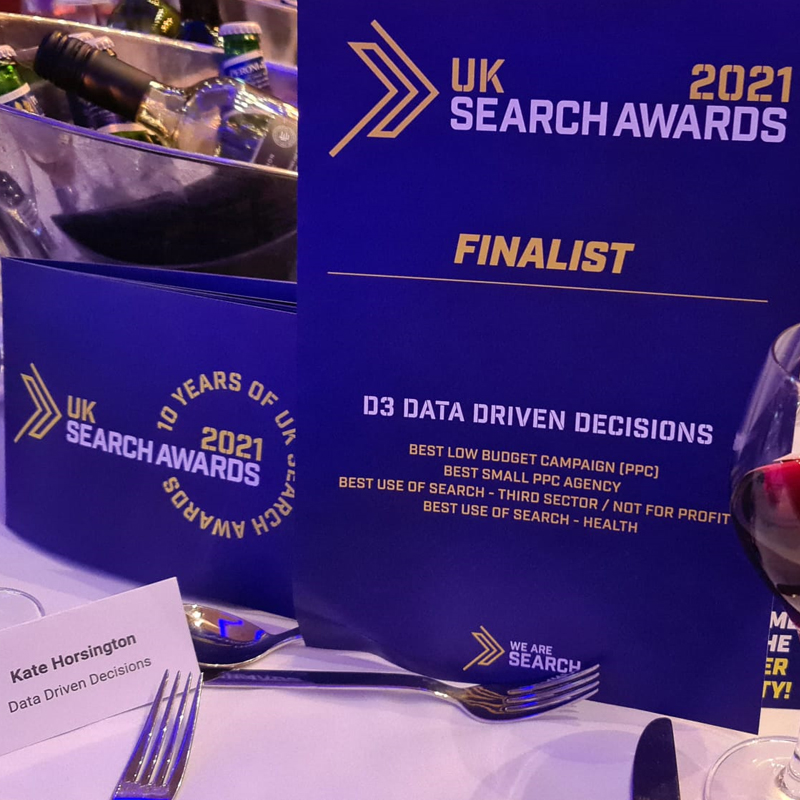 UK 2021
SEARCH AWARDS
FINALIST
D3 DATA DRIVEN DECISIONS
BEST LOW BUDGET CAMPAIGN (PPC)
BEST SMALL PPC AGENCY
BEST USE OF SEARCH - THIRD SECTOR / NOT FOR PROFIT
BEST USE OF SEARCH - HEALTH
WE ARE
SEARCH
UK 2021
SEARCH AWARDS
10 YEARS OF UK SEARCH AWARDS
Kate Horsington
Data Driven Decisions